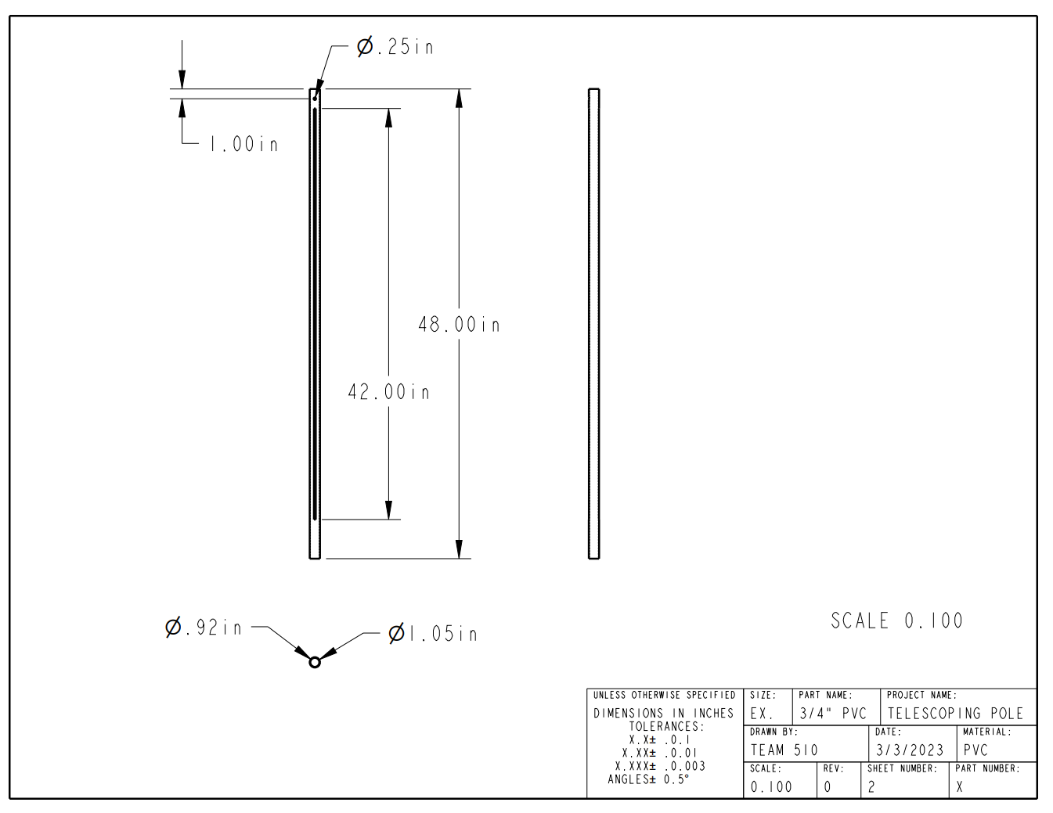 Ø.25in
1.00in
48.00in
42.00in
Ø.92in
Ø1.05in
SCALE 0.100
UNLESS OTHERWISE SPECIFIED
DIMENSIONS IN INCHES
TOLERANCES:
X.X± .0.1
X.XX± .0.01
X.XXX± .0.003
ANGLES± 0.5°
SIZE:
EX.
PART NAME:
3/4" PVC
PROJECT NAME:
TELESCOPING POLE
DRAWN BY:
TEAM 510
DATE:
3/3/2023
MATERIAL:
PVC
SCALE:
0.100
REV:
0
SHEET NUMBER:
2
PART NUMBER:
X